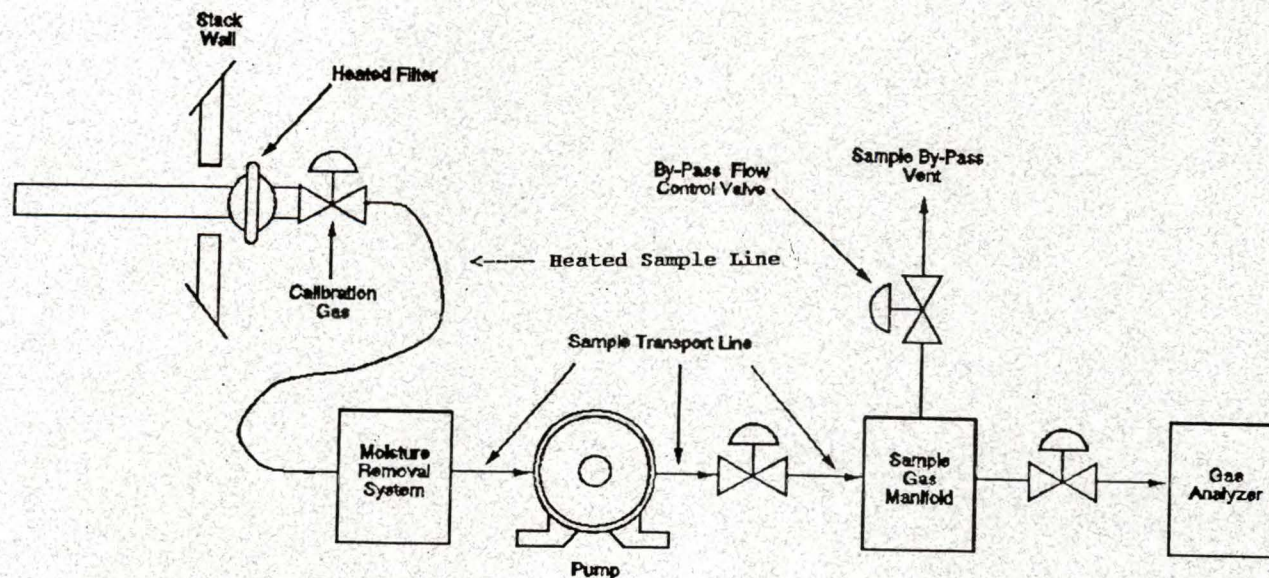 Stack
Wall
Heated Filter
By-Pass Flow
Control Valve
Sample By-Pass
Vent
<---- Heated Sample Line
Calibration
Gas
Sample Transport Line
Moisture
Removal
System
Sample
Gas
Manifold
Gas
Analyzer
Pump